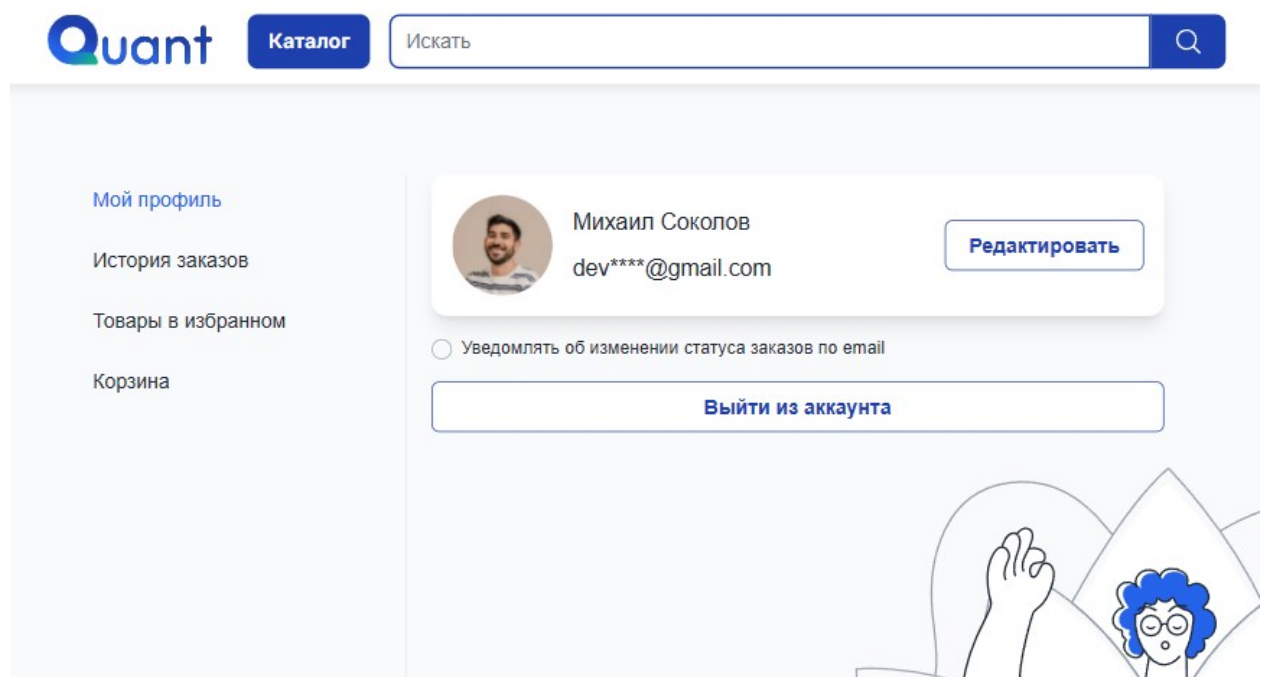 Quant
Каталог
Искать
Мой профиль
История заказов
Товары в избранном
Корзина
Михаил Соколов
dev****@gmail.com
Редактировать
Уведомлять об изменении статуса заказов по email
Выйти из аккаунта